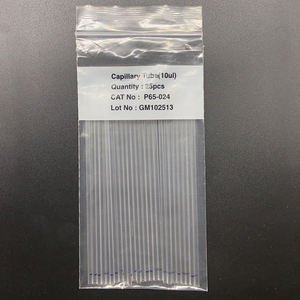 Capillary Tube(10ul)
Quantity : 25pcs
CAT No : P65-024
Lot No : GM102513